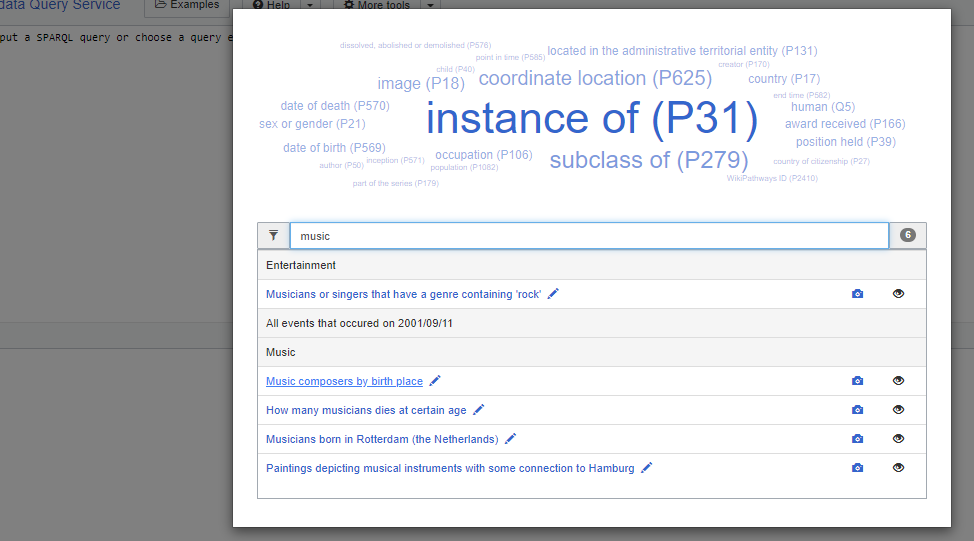 data Query Service
Examples
Help
More tools
put a SPARQL query or choose a query e
dissolved, abolished or demolished (P576)
point in time (P585)
located in the administrative territorial entity (P131)
child (P40)
creator (P170)
image (P18)
coordinate location (P625)
country (P17)
end time (P582)
date of death (P570)
instance of (P31)
human (Q5)
sex or gender (P21)
award received (P166)
date of birth (P569)
occupation (P106)
subclass of (P279)
position held (P39)
author (P50)
inception (P571)
population (P1082)
country of citizenship (P27)
part of the series (P179)
WikiPathways ID (P2410)
music
6
Entertainment
Musicians or singers that have a genre containing 'rock'
All events that occured on 2001/09/11
Music
Music composers by birth place
How many musicians dies at certain age
Musicians born in Rotterdam (the Netherlands)
Paintings depicting musical instruments with some connection to Hamburg